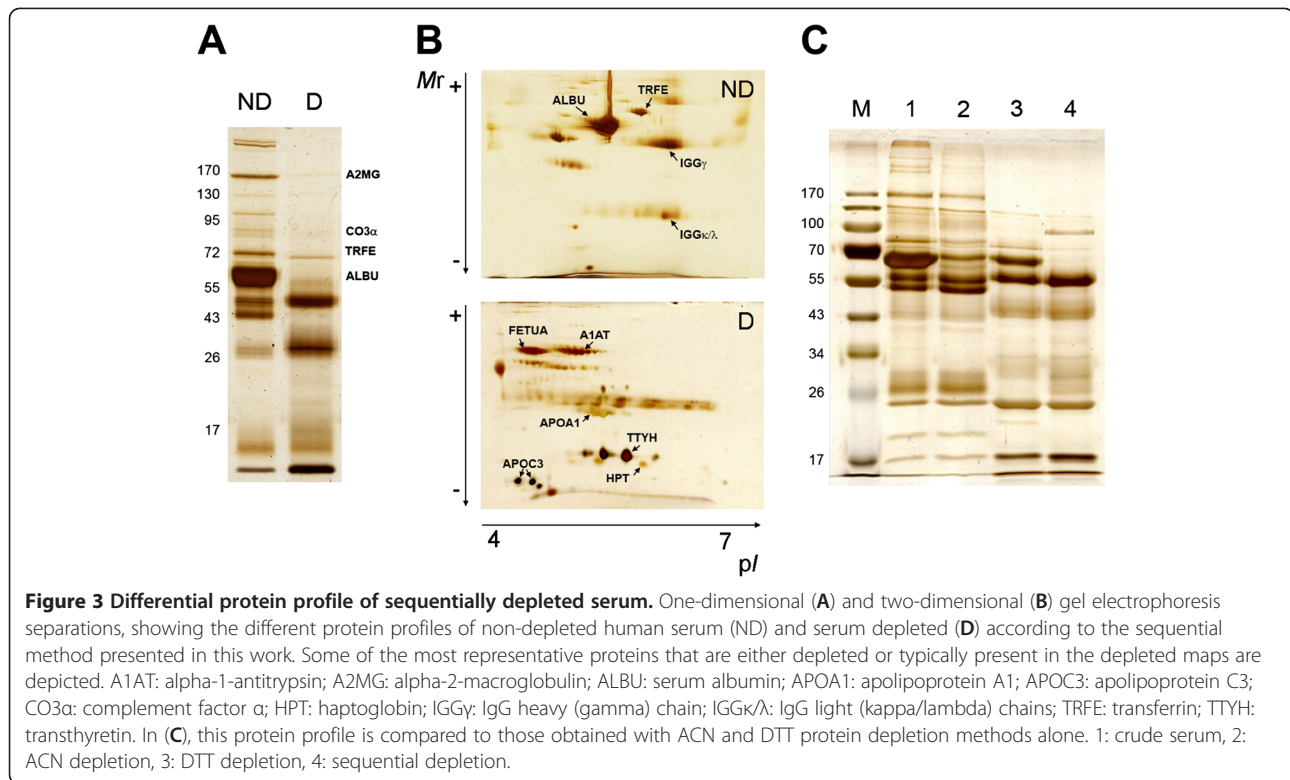 A
ND D
170
130
95
72
55
43
26
17
A2MG
CO3α
TRFE
ALBU
B
Mr
+
-
ND
ALBU
TRFE
IGGγ
IGGκ/λ
+
-
D
FETUA
A1AT
APOA1
TTYH
APOC3
HPT
4 7
pI
C
M 1 2 3 4
170
100
70
55
43
34
26
17
Figure 3 Differential protein profile of sequentially depleted serum. One-dimensional (A) and two-dimensional (B) gel electrophoresis
separations, showing the different protein profiles of non-depleted human serum (ND) and serum depleted (D) according to the sequential
method presented in this work. Some of the most representative proteins that are either depleted or typically present in the depleted maps are
depicted. A1AT: alpha-1-antitrypsin; A2MG: alpha-2-macroglobulin; ALBU: serum albumin; APOA1: apolipoprotein A1; APOC3: apolipoprotein C3;
CO3α: complement factor α; HPT: haptoglobin; IGGγ: IgG heavy (gamma) chain; IGGκ/λ: IgG light (kappa/lambda) chains; TRFE: transferrin; TTYH:
transthyretin. In (C), this protein profile is compared to those obtained with ACN and DTT protein depletion methods alone. 1: crude serum, 2:
ACN depletion, 3: DTT depletion, 4: sequential depletion.